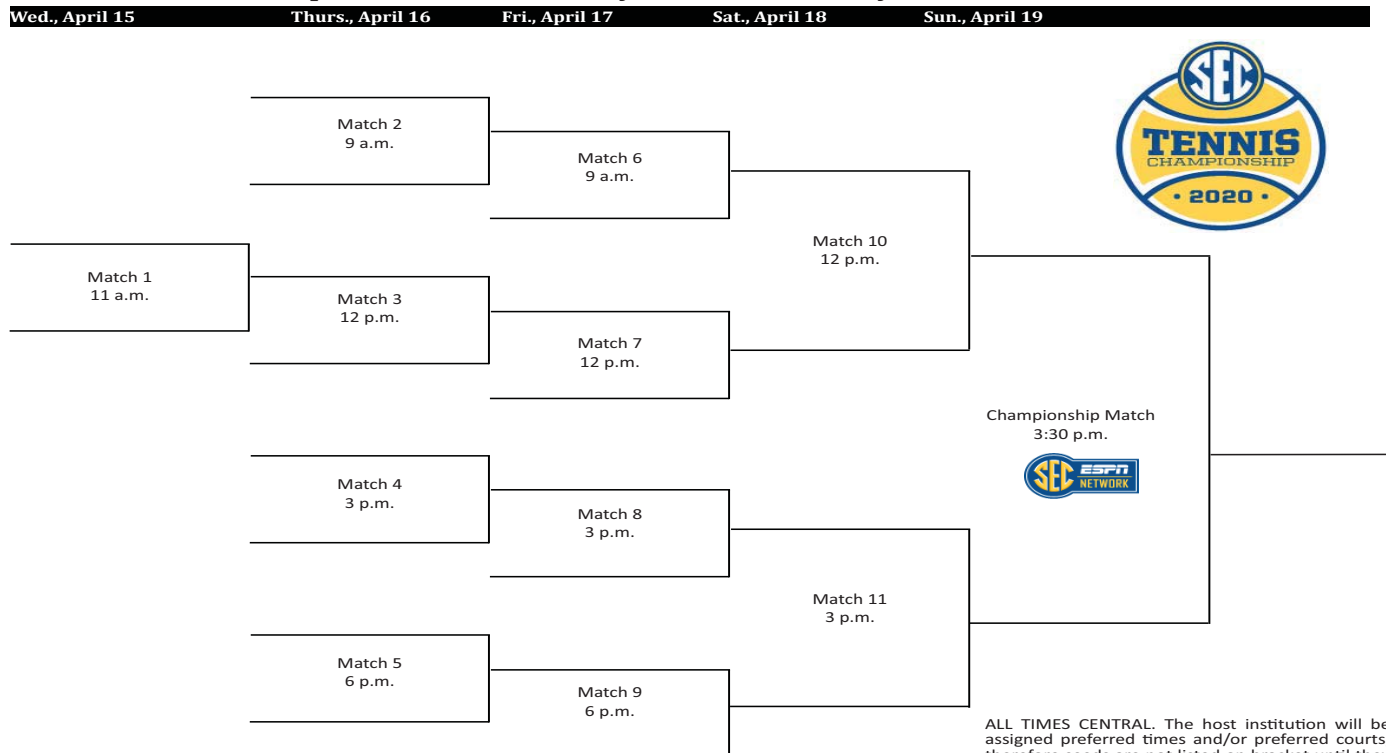 Wed., April 15 Thurs., April 16 Fri., April 17 Sat., April 18 Sun., April 19
SEC
TENNIS
CHAMPIONSHIP
• 2020 •
Match 2
9 a.m.
Match 6
9 a.m.
Match 10
12 p.m.
Match 1
11 a.m.
Match 3
12 p.m.
Match 7
12 p.m.
Championship Match
3:30 p.m.
SEC ESPN
NETWORK
Match 4
3 p.m.
Match 8
3 p.m.
Match 11
3 p.m.
Match 5
6 p.m.
Match 9
6 p.m.
ALL TIMES CENTRAL. The host institution will be
assigned preferred times and/or preferred courts